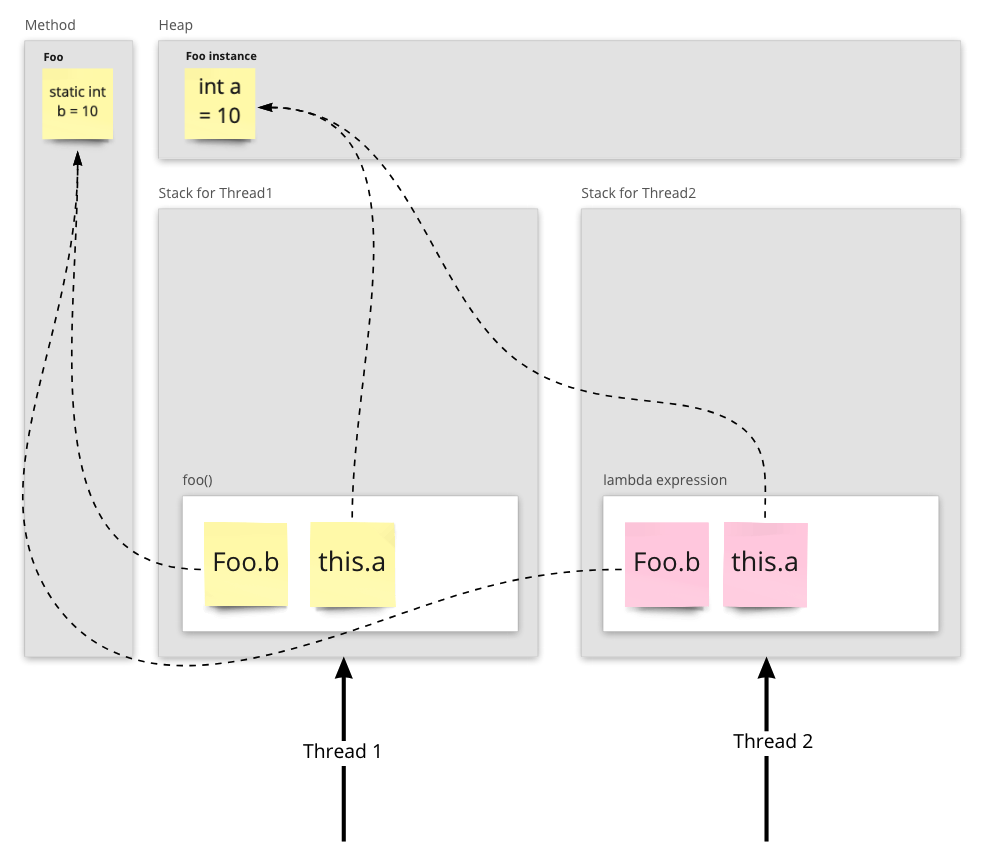 Method
Heap
Foo
Foo instance
static int
b = 10
int a
= 10
Stack for Thread1
Stack for Thread2
foo()
lambda expression
Foo.b
this.a
Foo.b
this.a
Thread 1
Thread 2